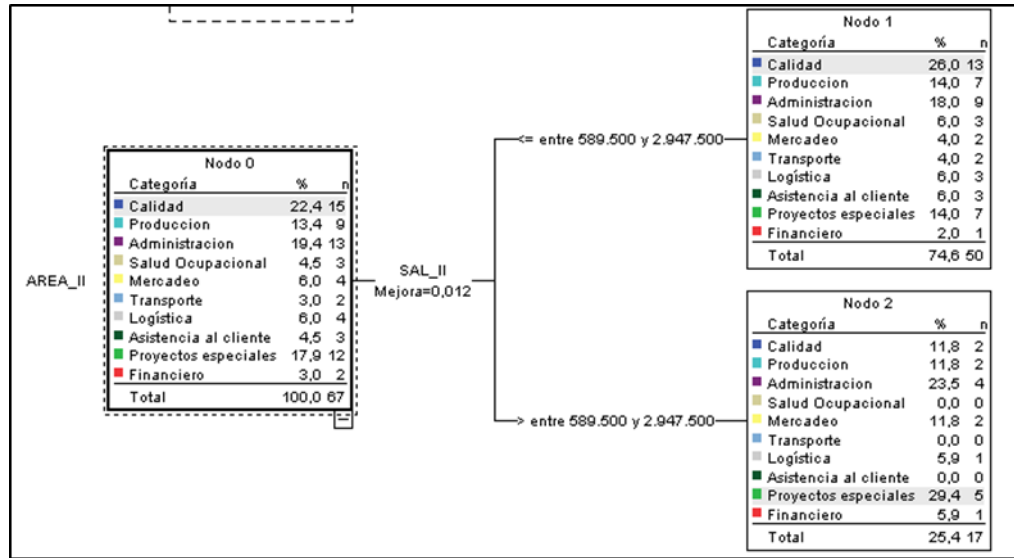 AREA_II
Nodo 0
Categoría % n
Calidad 22,4 15
Produccion 13,4 9
Administracion 19,4 13
Salud Ocupacional 4,5 3
Mercadeo 6,0 4
Transporte 3,0 2
Logística 6,0 4
Asistencia al cliente 4,5 3
Proyectos especiales 17,9 12
Financiero 3,0 2
Total 100,0 67
SAL_II
Mejora=0,012
<= entre 589.500 y 2.947.500
Nodo 1
Categoría % n
Calidad 26,0 13
Produccion 14,0 7
Administracion 18,0 9
Salud Ocupacional 6,0 3
Mercadeo 4,0 2
Transporte 4,0 2
Logística 6,0 3
Asistencia al cliente 6,0 3
Proyectos especiales 14,0 7
Financiero 2,0 1
Total 74,6 50
> entre 589.500 y 2.947.500
Nodo 2
Categoría % n
Calidad 11,8 2
Produccion 11,8 2
Administracion 23,5 4
Salud Ocupacional 0,0 0
Mercadeo 11,8 2
Transporte 0,0 0
Logística 5,9 1
Asistencia al cliente 0,0 0
Proyectos especiales 29,4 5
Financiero 5,9 1
Total 25,4 17